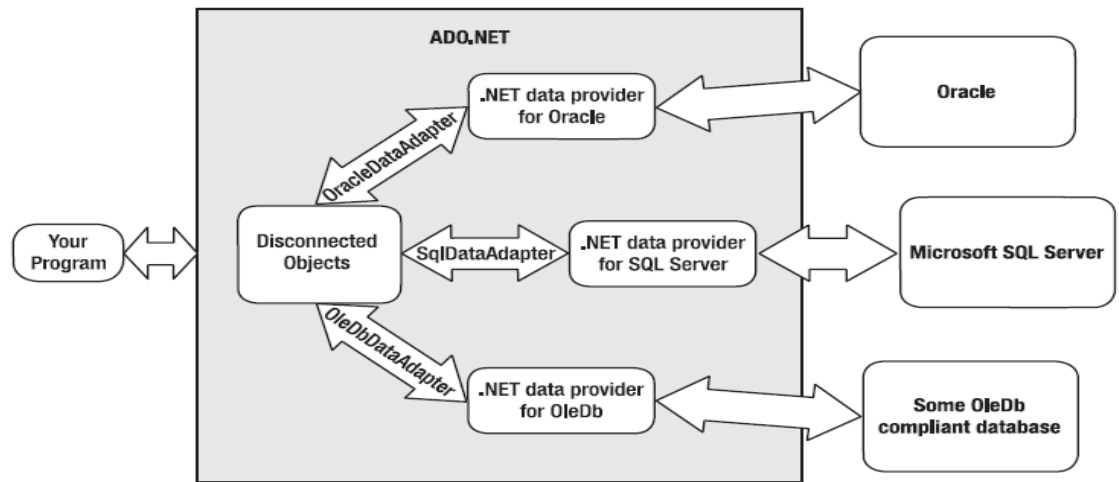 ADO.NET
.NET data provider
for Oracle
Oracle
OracleDataAdapter
Your
Program
Disconnected
Objects
SqlDataAdapter
.NET data provider
for SQL Server
Microsoft SQL Server
OleDbDataAdapter
.NET data provider
for OleDb
Some OleDb
compliant database